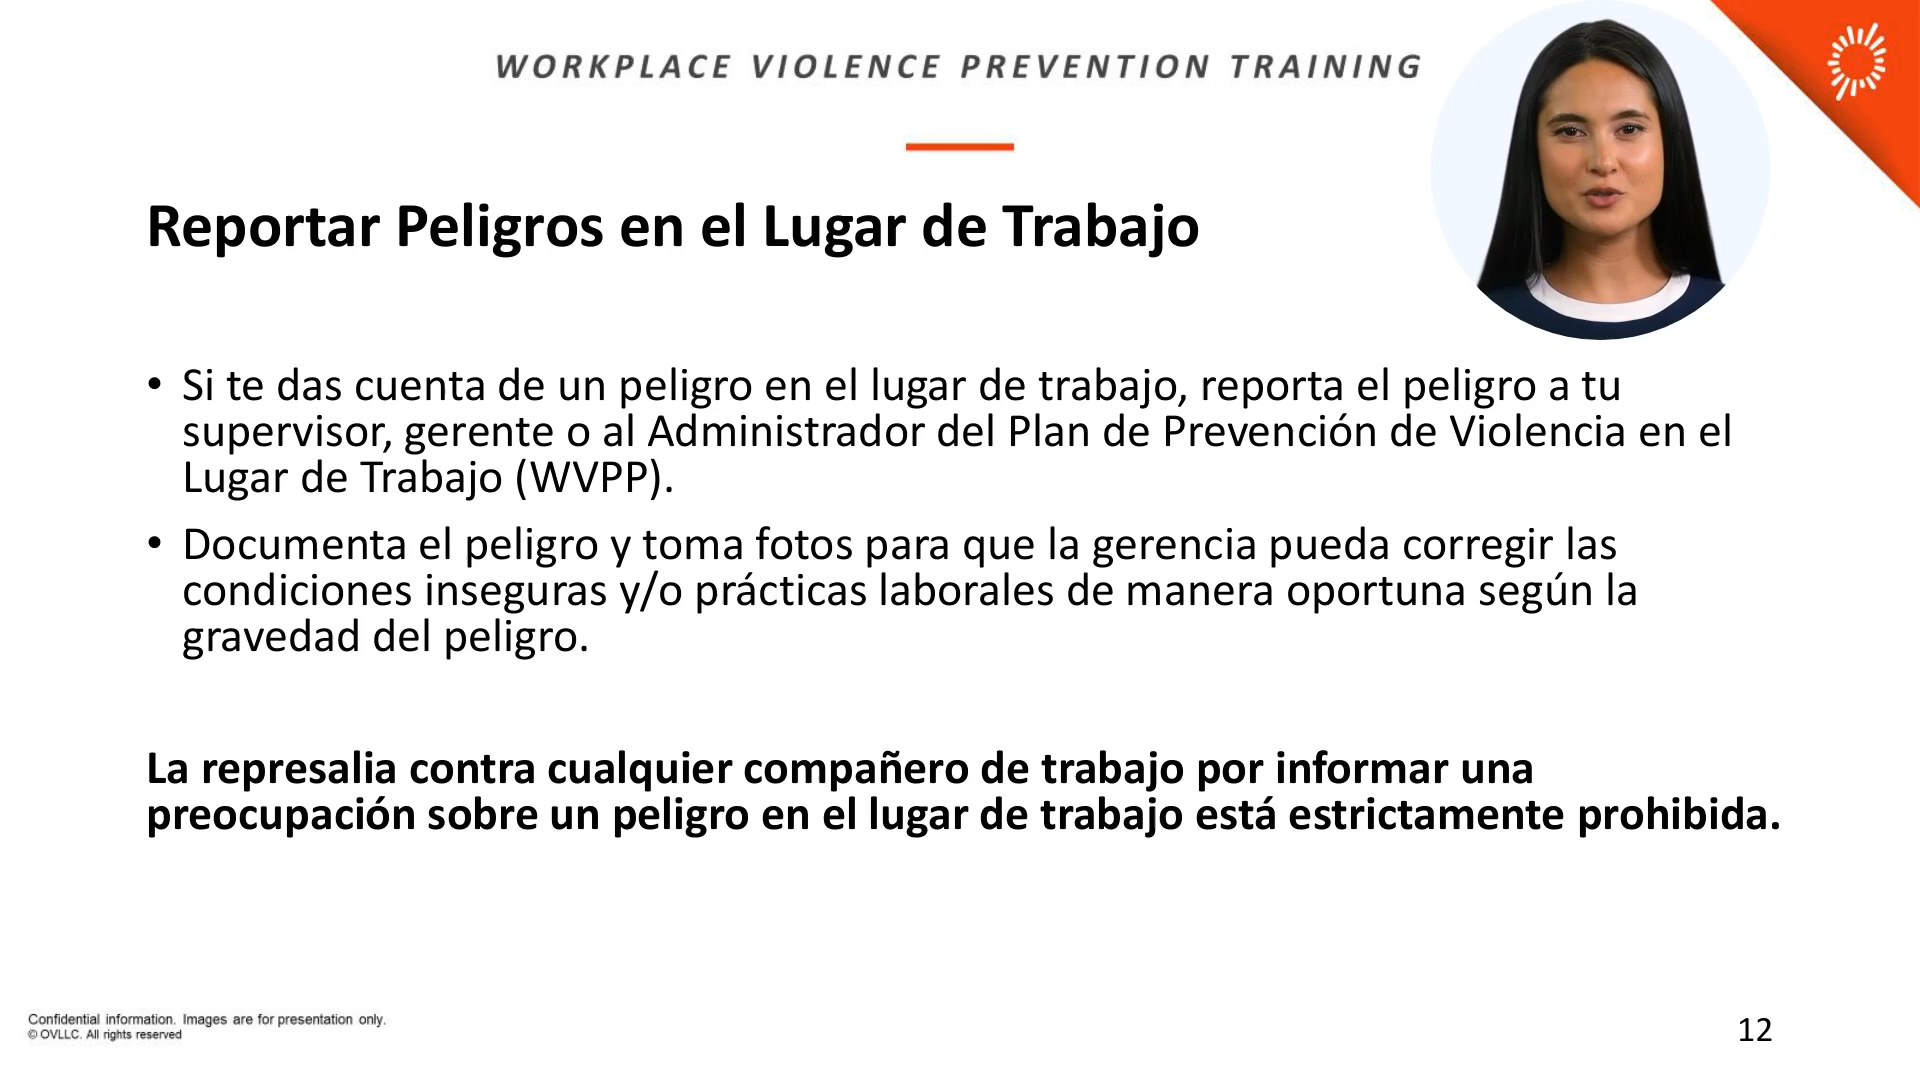 WORKPLACE VIOLENCE PREVENTION TRAINING
Reportar Peligros en el Lugar de Trabajo
• Si te das cuenta de un peligro en el lugar de trabajo, reporta el peligro a tu
supervisor, gerente o al Administrador del Plan de Prevención de Violencia en el
Lugar de Trabajo (WVPP).
• Documenta el peligro y toma fotos para que la gerencia pueda corregir las
condiciones inseguras y/o prácticas laborales de manera oportuna según la
gravedad del peligro.
La represalia contra cualquier compañero de trabajo por informar una
preocupación sobre un peligro en el lugar de trabajo está estrictamente prohibida.
Confidential information. Images are for presentation only.
© OVLLC. All rights reserved
12